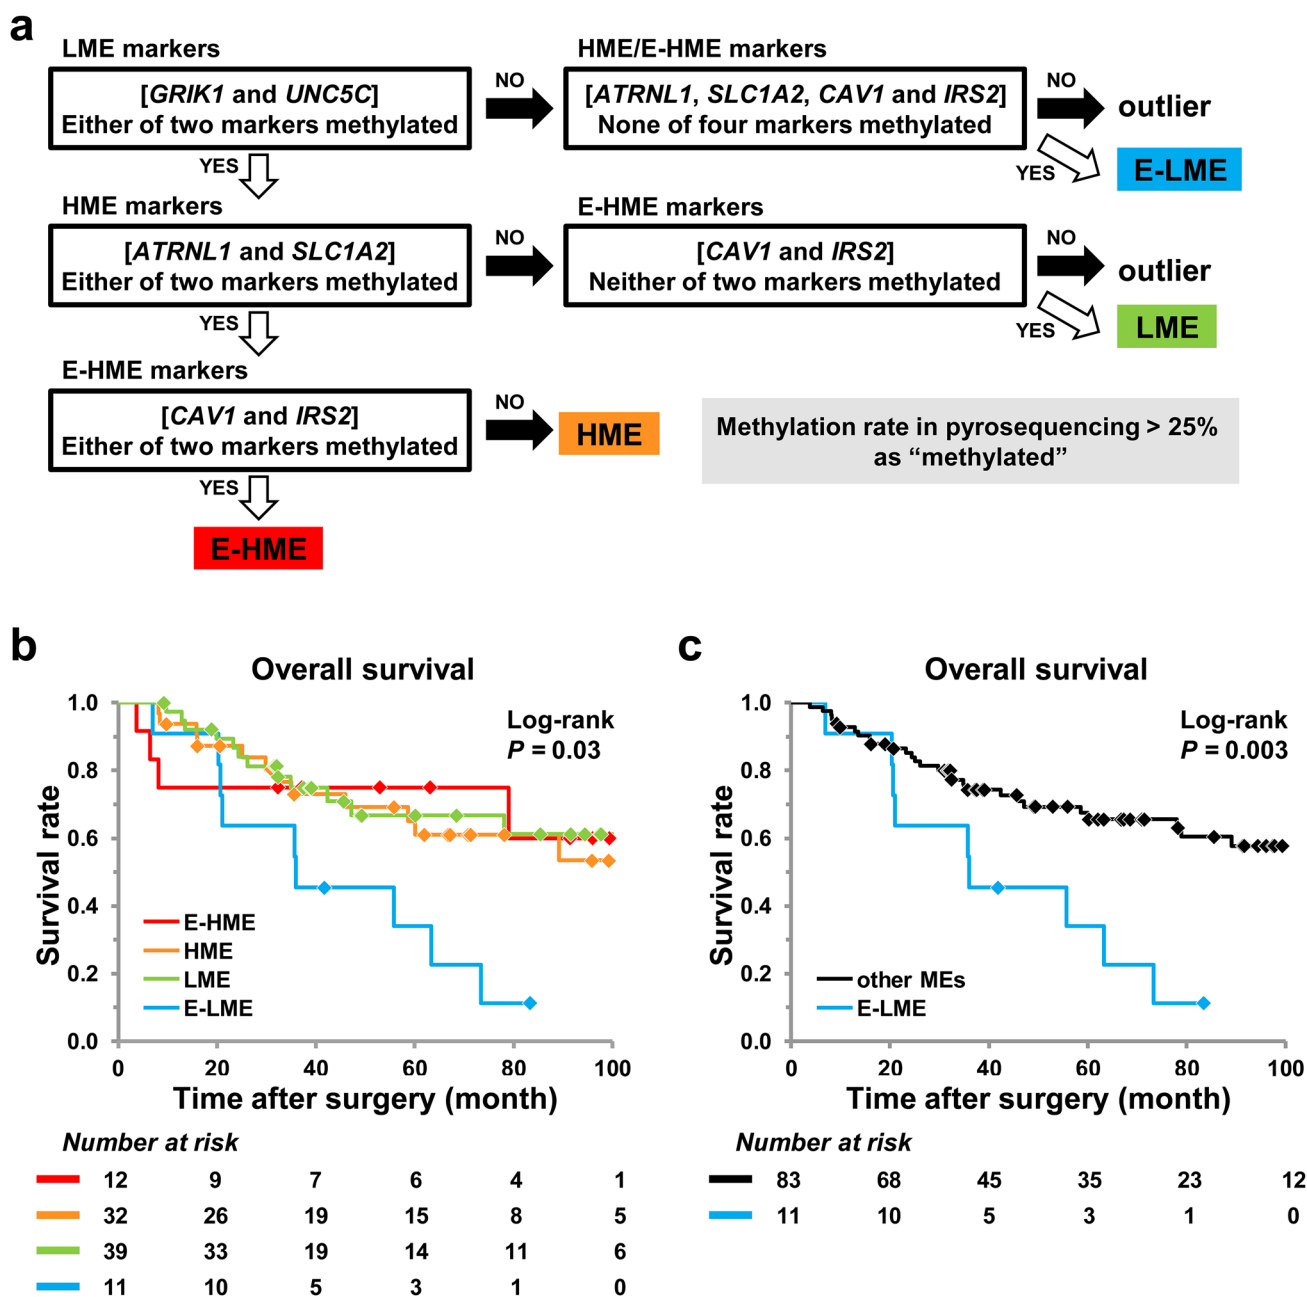 a
LME markers
[GRIK1 and UNC5C]
Either of two markers methylated
NO
YES
HME/E-HME markers
[ATRNL1, SLC1A2, CAV1 and IRS2]
None of four markers methylated
NO
outlier
YES
E-LME
HME markers
[ATRNL1 and SLC1A2]
Either of two markers methylated
NO
YES
E-HME markers
[CAV1 and IRS2]
Neither of two markers methylated
NO
outlier
YES
LME
E-HME markers
[CAV1 and IRS2]
Either of two markers methylated
NO
HME
YES
E-HME
Methylation rate in pyrosequencing > 25%
as “methylated”
b
Overall survival
Log-rank
P = 0.03
Survival rate
1.0
0.8
0.6
0.4
0.2
0.0
E-HME
HME
LME
E-LME
0 20 40 60 80 100
Time after surgery (month)
Number at risk
12 9 7 6 4 1
32 26 19 15 8 5
39 33 19 14 11 6
11 10 5 3 1 0
c
Overall survival
Log-rank
P = 0.003
Survival rate
1.0
0.8
0.6
0.4
0.2
0.0
other MEs
E-LME
0 20 40 60 80 100
Time after surgery (month)
Number at risk
83 68 45 35 23 12
11 10 5 3 1 0